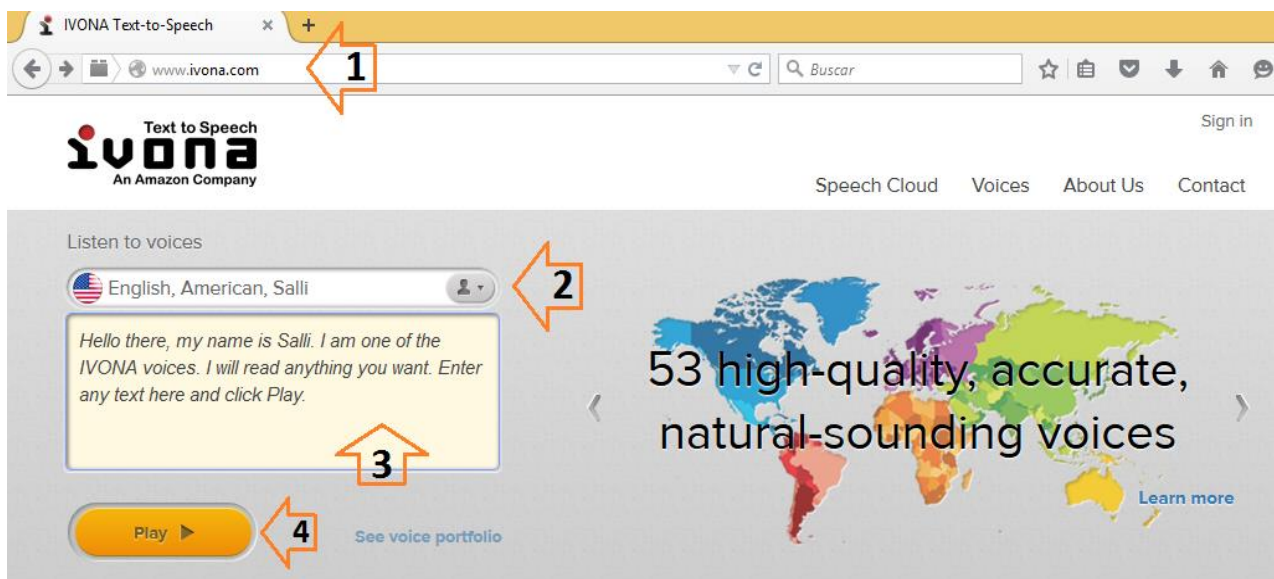 IVONA Text-to-Speech × +
www.ivona.com
1
Buscar
Text to Speech
ivona
An Amazon Company
Sign in
Speech Cloud Voices About Us Contact
Listen to voices
English, American, Salli
2
Hello there, my name is Salli. I am one of the
IVONA voices. I will read anything you want. Enter
any text here and click Play.
3
Play
4
See voice portfolio
53 high-quality, accurate,
natural-sounding voices
Learn more